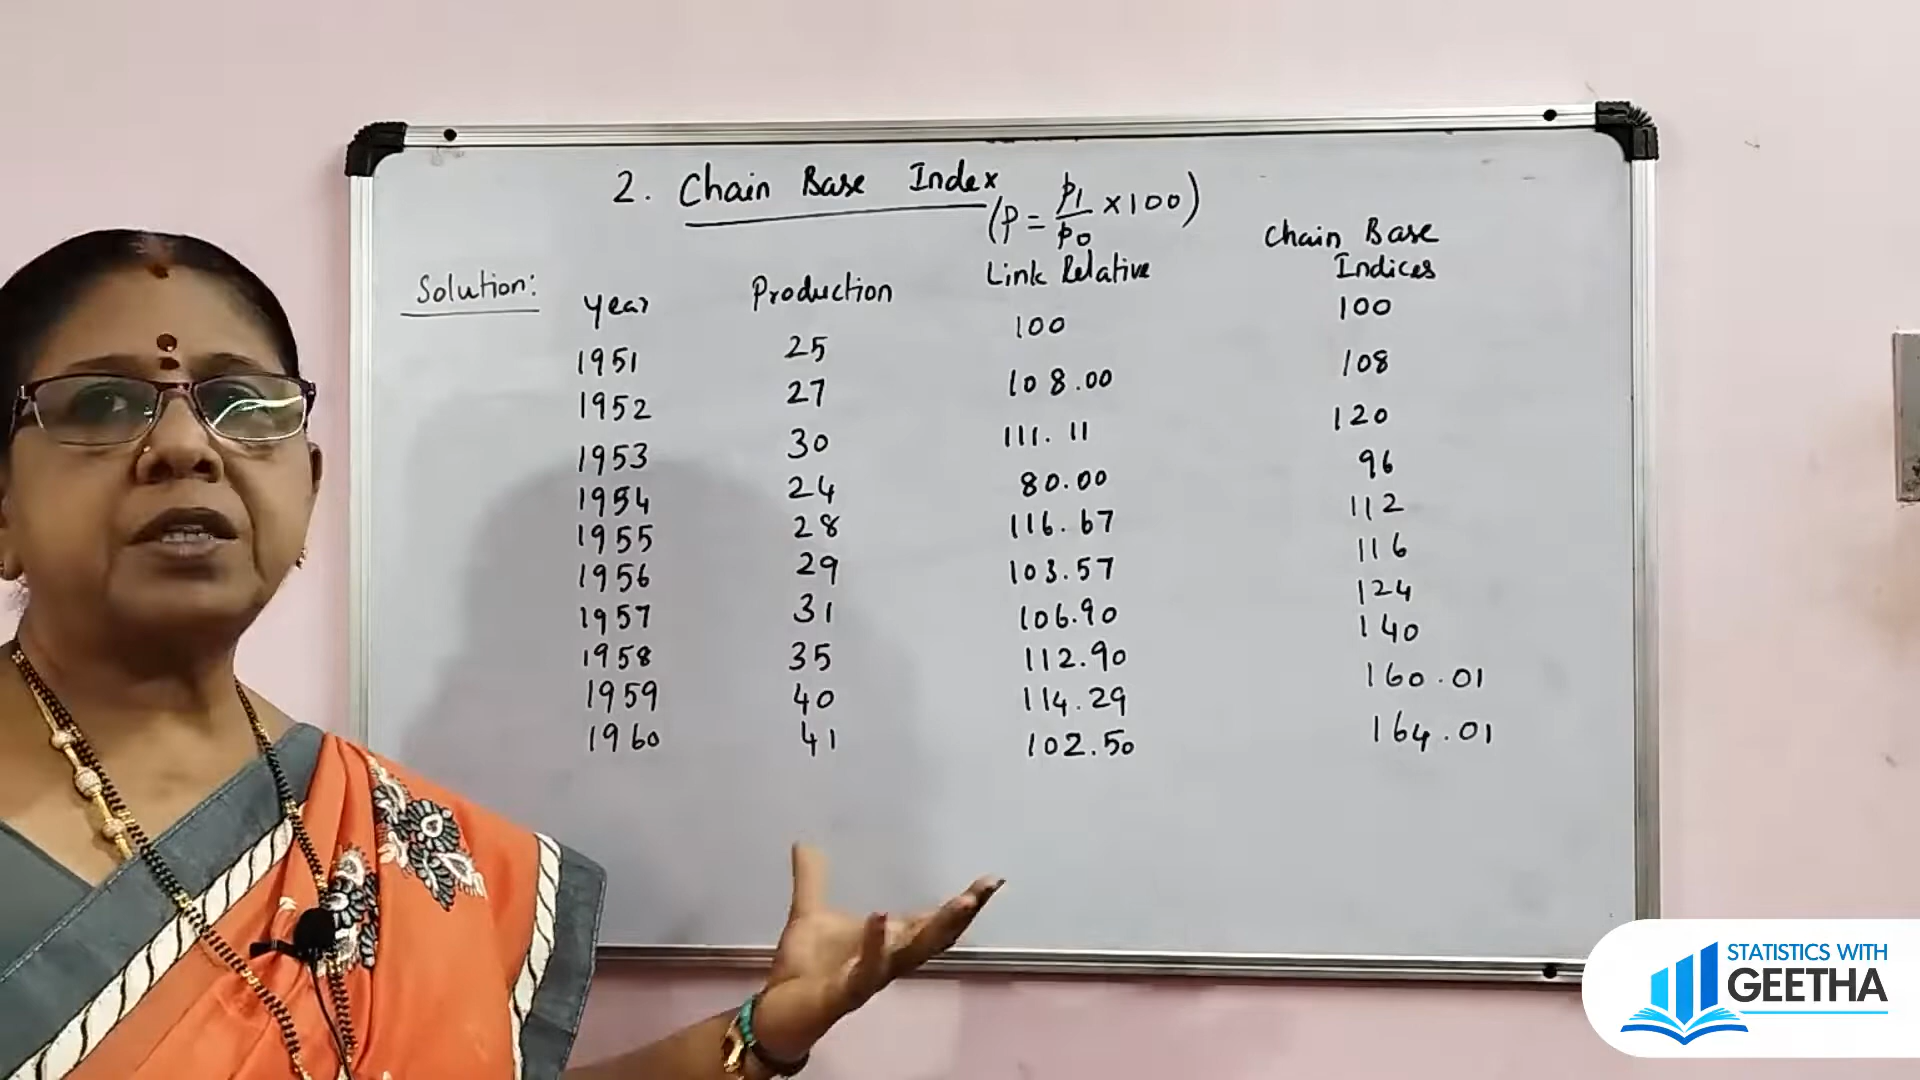 2. Chain Base Index
(P = p1/p0 ×100)
Solution: Year Production Link Relative Chain Base Indices
1951 25 100 100
1952 27 108.00 108
1953 30 111.11 120
1954 24 80.00 96
1955 28 116.67 112
1956 29 103.57 116
1957 31 106.90 124
1958 35 112.90 140
1959 40 114.29 160.01
1960 41 102.50 164.01
STATISTICS WITH
GEETHA